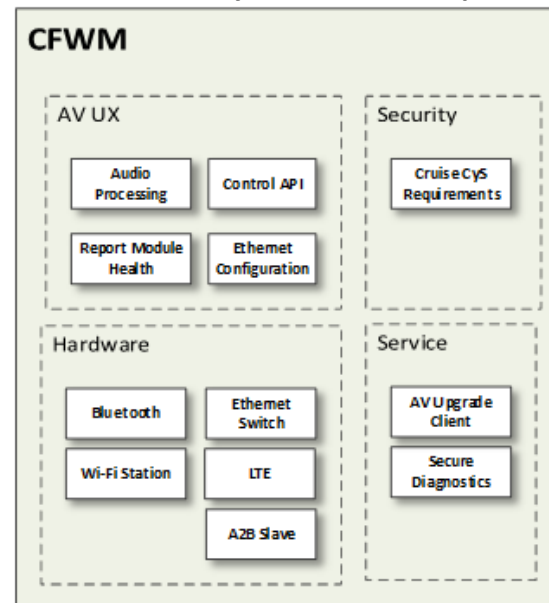 CFWM
AV UX
Audio
Processing
Control API
Report Module
Health
Ethernet
Configuration
Security
Cruise CyS
Requirements
Hardware
Bluetooth
Ethernet
Switch
Wi-Fi Station
LTE
A2B Slave
Service
AV Upgrade
Client
Secure
Diagnostics